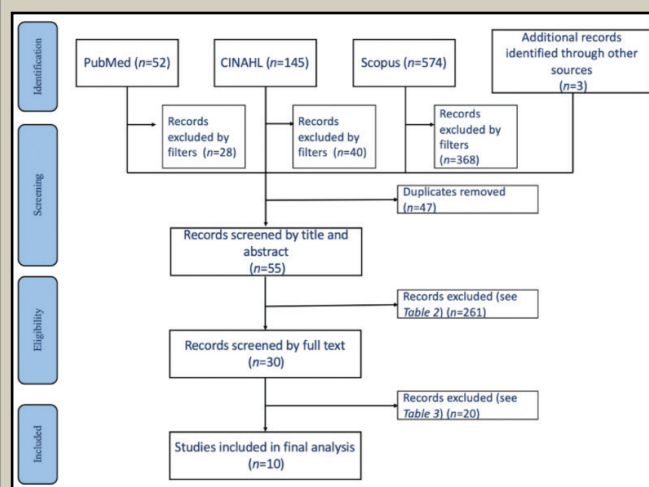 Identification
PubMed (n=52)
CINAHL (n=145)
Scopus (n=574)
Additional records
identified through other
sources
(n=3)
Records
excluded by
filters (n=28)
Records
excluded by
filters (n=40)
Records
excluded by
filters
(n=368)
Screening
Duplicates removed
(n=47)
Records screened by title and
abstract
(n=55)
Eligibility
Records excluded (see
Table 2) (n=261)
Records screened by full text
(n=30)
Records excluded (see
Table 3) (n=20)
Included
Studies included in final analysis
(n=10)